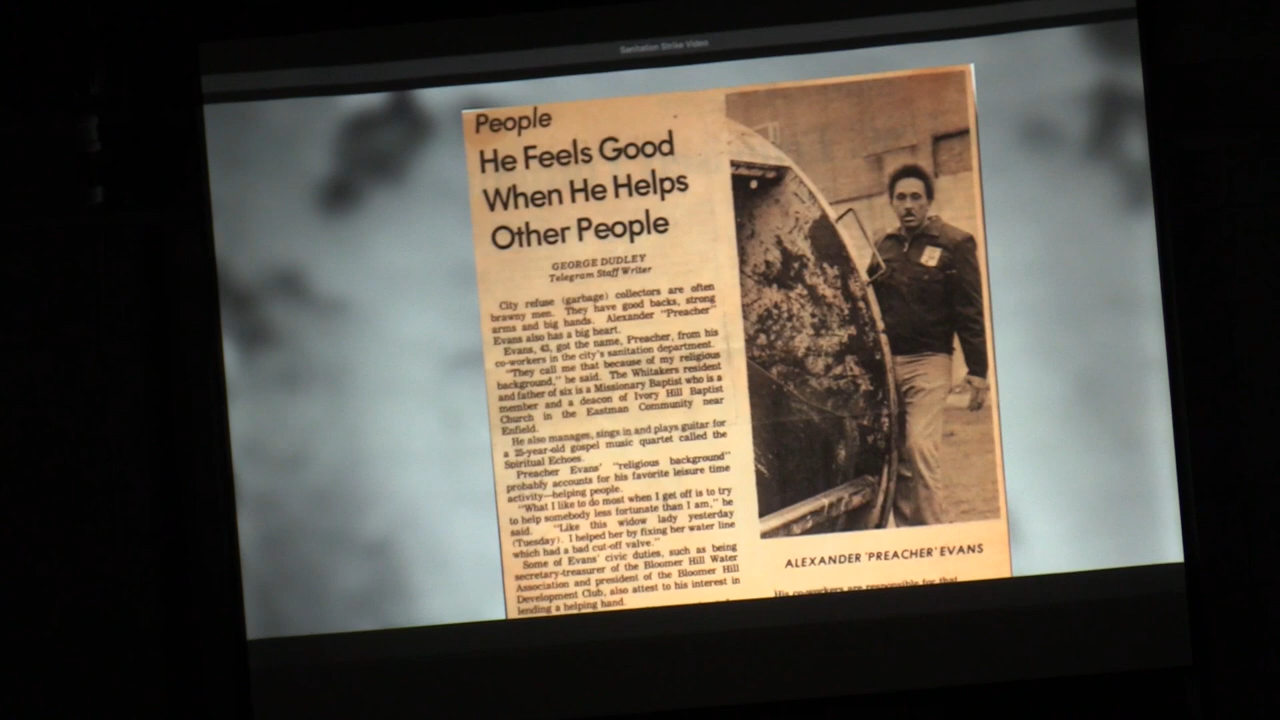 Sanitation Strike Video
People
He Feels Good
When He Helps
Other People
GEORGE DUDLEY
Telegram Staff Writer
City refuse (garbage) collectors are often
brawny men. They have good backs, strong
arms and big hands. Alexander "Preacher"
Evans also has a big heart.
Evans, 43, got the name, Preacher, from his
co-workers in the city's sanitation department.
"They call me that because of my religious
background," he said. The Whitakers resident
and father of six is a Missionary Baptist who is a
member and a deacon of Ivory Hill Baptist
Church in the Eastman Community near
Enfield.
He also manages, sings in and plays guitar for
a 25-year-old gospel music quartet called the
Spiritual Echoes.
Preacher Evans' "religious background"
probably accounts for his favorite leisure time
activity—helping people.
"What I like to do most when I get off is to try
to help somebody less fortunate than I am," he
said. "Like this widow lady yesterday
(Tuesday). I helped her by fixing her water line
which had a bad cut-off valve."
Some of Evans' civic duties, such as being
secretary-treasurer of the Bloomer Hill Water
Association and president of the Bloomer Hill
Development Club, also attest to his interest in
lending a helping hand.
ALEXANDER 'PREACHER' EVANS
His co-workers are responsible for that